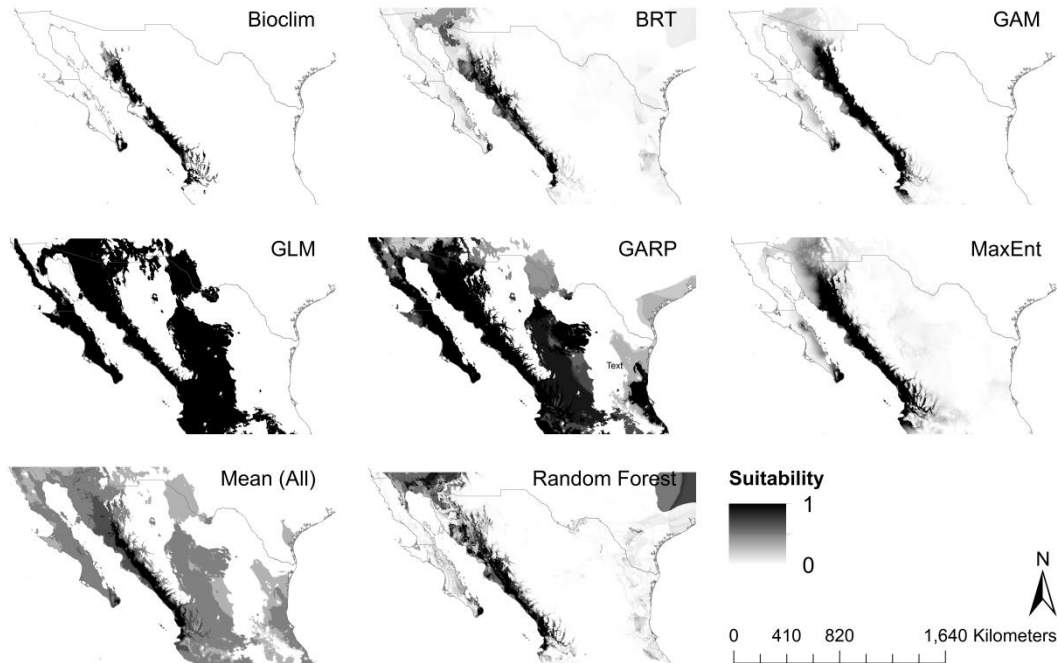 Bioclim
BRT
GAM
GLM
GARP
MaxEnt
Text
Mean (All)
Random Forest
Suitability
1
0
N
0 410 820 1,640 Kilometers